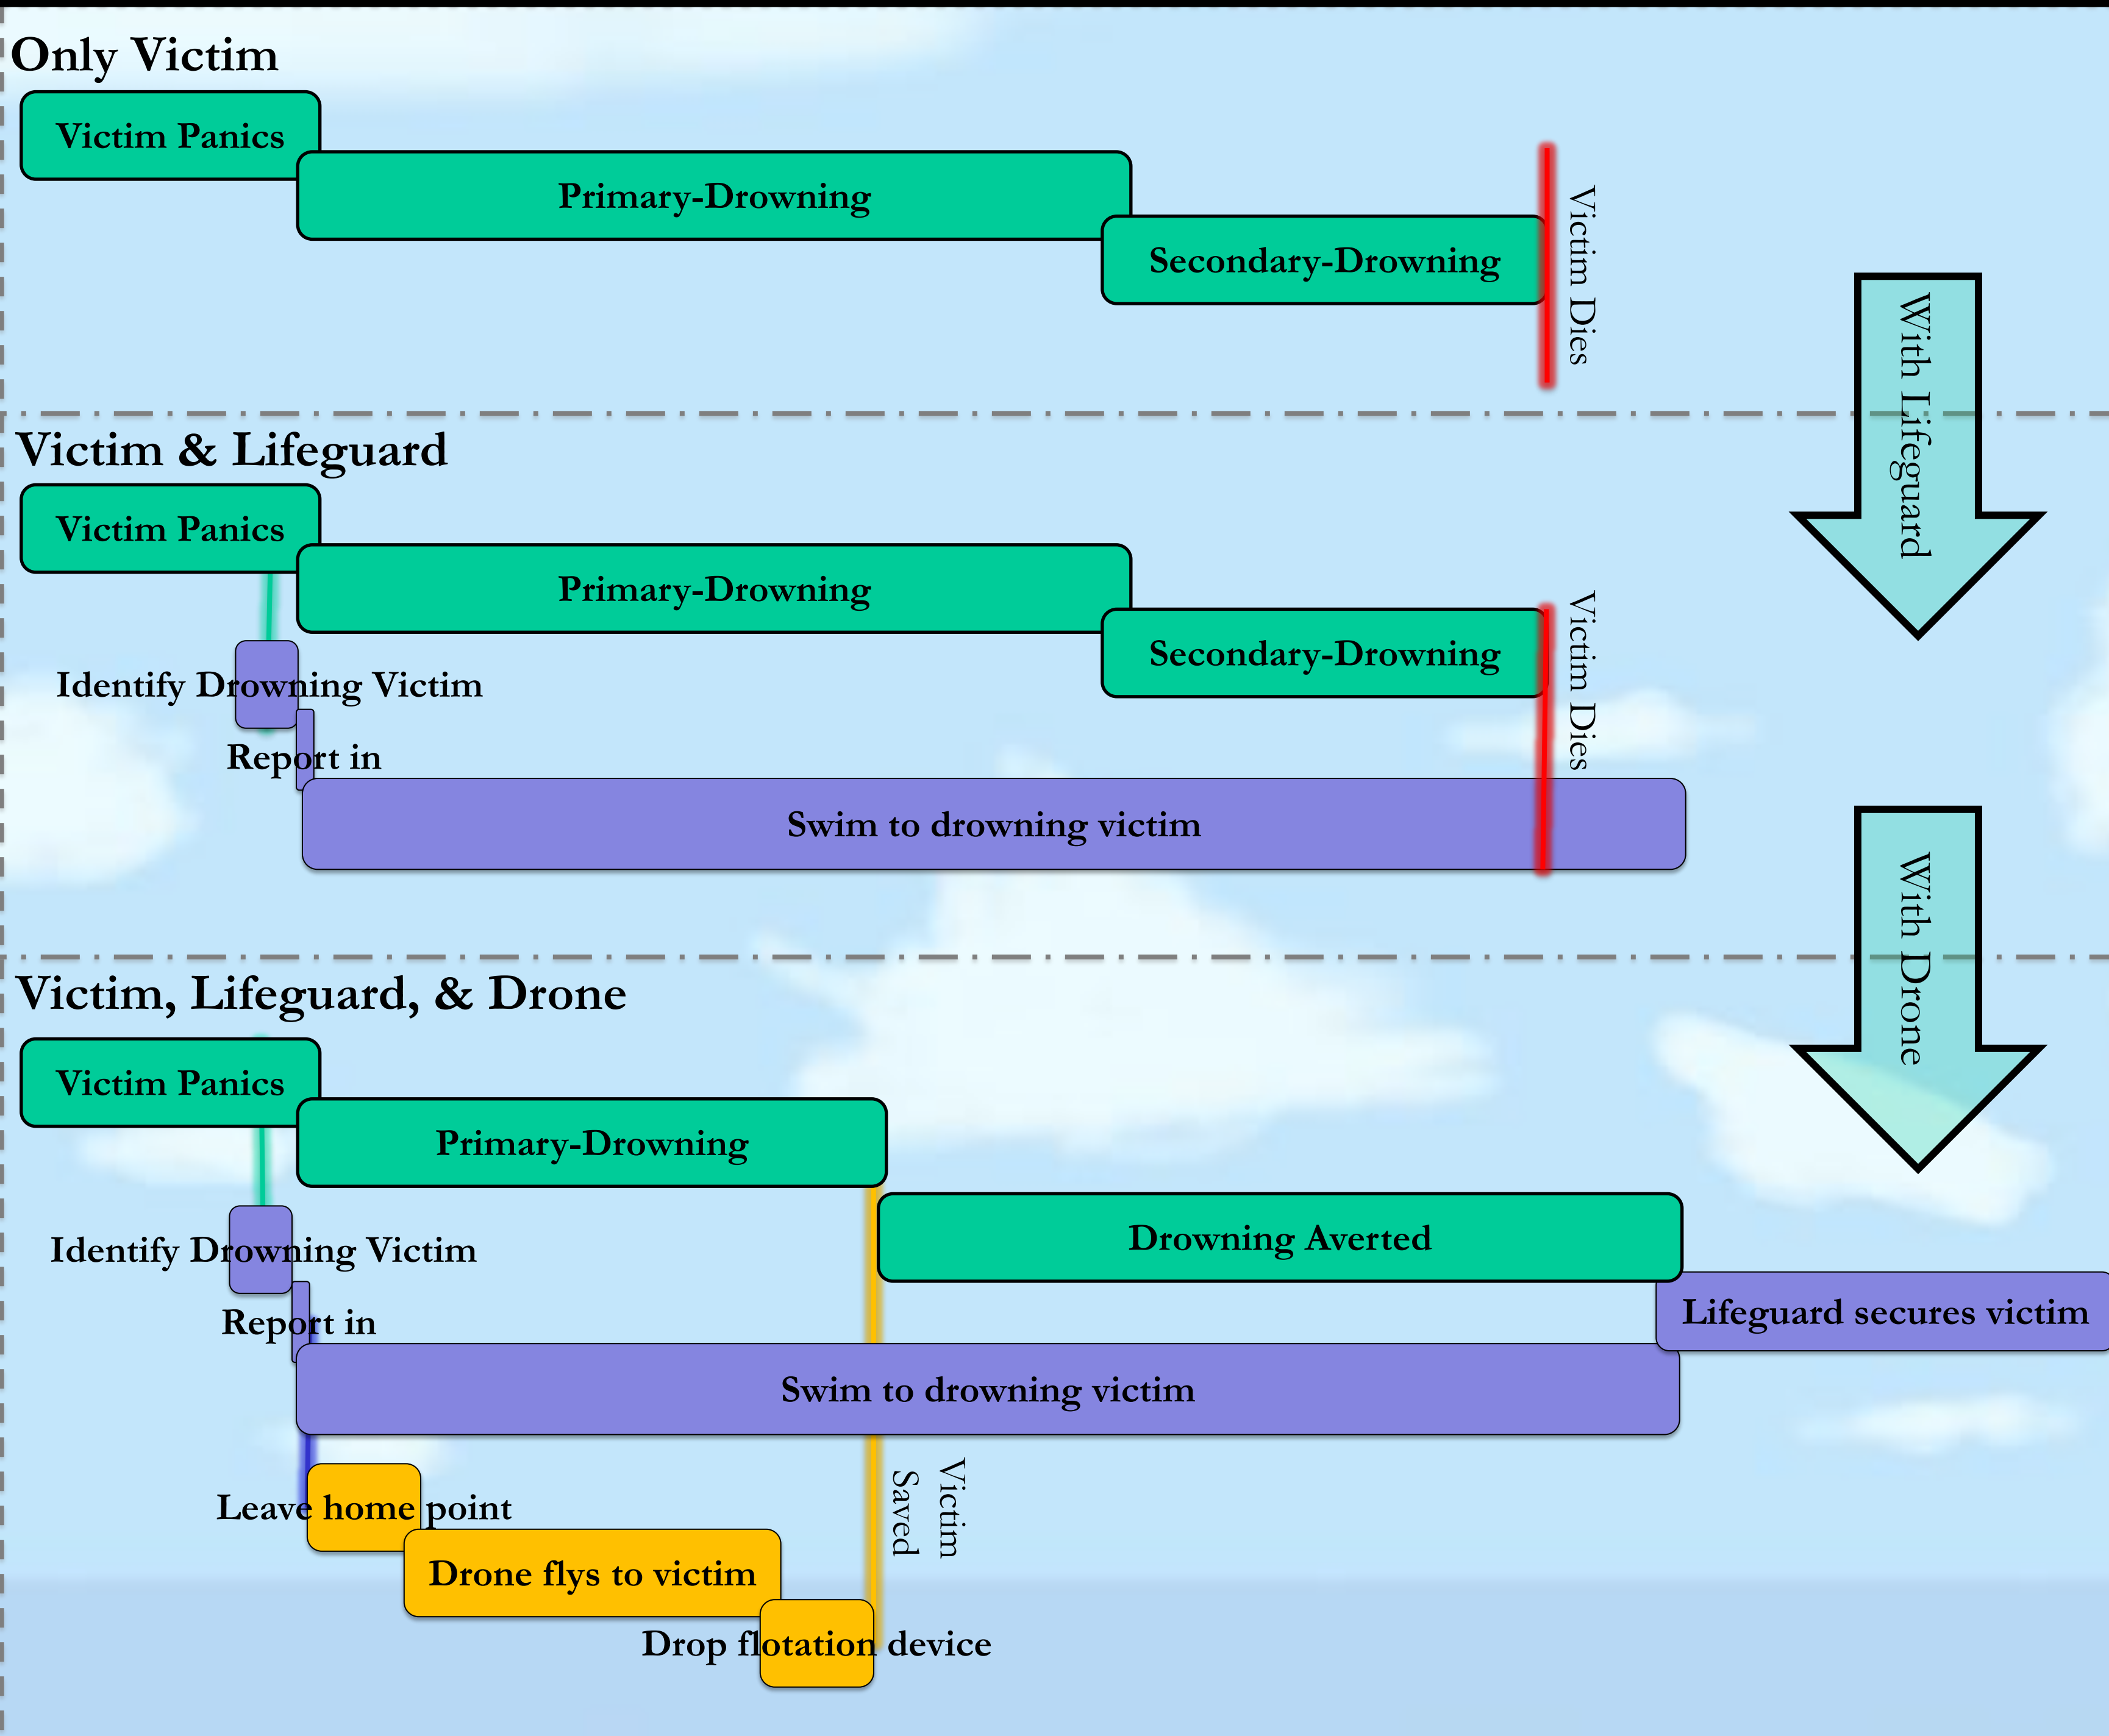 Only Victim
Victim Panics
Primary-Drowning
Secondary-Drowning
Victim Dies
With Lifeguard
Victim & Lifeguard
Victim Panics
Primary-Drowning
Secondary-Drowning
Victim Dies
Identify Drowning Victim
Report in
Swim to drowning victim
With Drone
Victim, Lifeguard, & Drone
Victim Panics
Primary-Drowning
Drowning Averted
Identify Drowning Victim
Lifeguard secures victim
Report in
Swim to drowning victim
Victim
Saved
Leave home point
Drone flys to victim
Drop flotation device